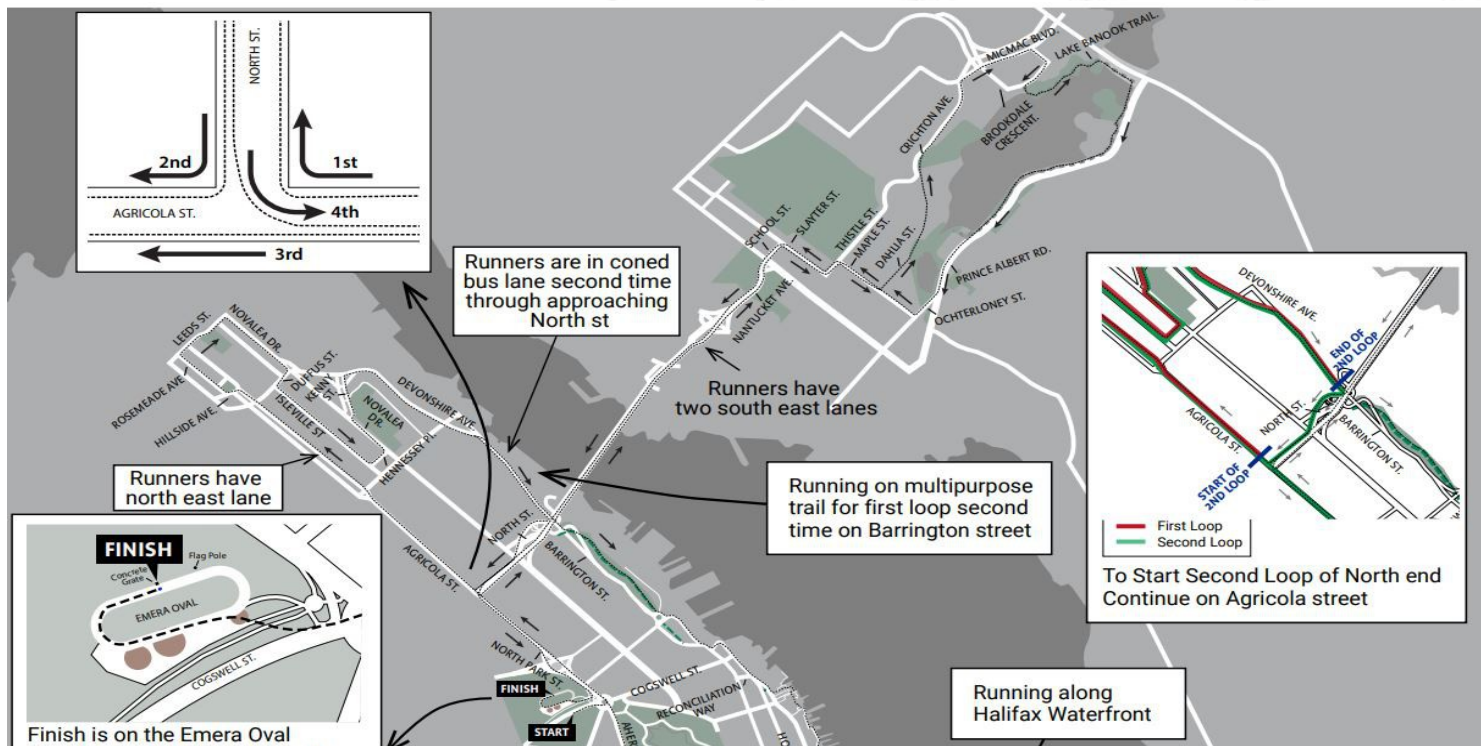 NORTH ST.
2nd
1st
AGRICOLA ST.
4th
3rd
MICMAC BLVD.
LAKE BANOOK TRAIL.
CRICHTON AVE.
BROOKDALE
CRESCENT.
SCHOOL ST.
SLAYTER ST.
THISTLE ST.
MAPLE ST.
DAHLIA ST.
PRINCE ALBERT RD.
OCHTERLONEY ST.
NANTUCKET AVE.
Runners are in coned
bus lane second time
through approaching
North st
Runners have
two south east lanes
LEEDS ST.
NOVALEA DR.
DUFFUS ST.
KENNY
ST.
ROSEMEADE AVE
HILLSIDE AVE.
ISLEVILLE ST
NOVALEA
DR.
DEVONSHIRE AVE.
HENNESSEY Pl.
Runners have
north east lane
Running on multipurpose
trail for first loop second
time on Barrington street
NORTH ST.
BARRINGTON ST.
AGRICOLA ST.
NORTH PARK ST.
FINISH
START
COGSWELL ST.
RECONCILIATION
WAY
AHER
HO
FINISH
Flag Pole
Concrete
Grate
EMERA OVAL
COGSWELL ST.
Finish is on the Emera Oval
DEVONSHIRE AVE.
END OF
2ND LOOP
NORTH ST.
AGRICOLA ST.
BARRINGTON ST.
START OF
2ND LOOP
First Loop
Second Loop
To Start Second Loop of North end
Continue on Agricola street
Running along
Halifax Waterfront